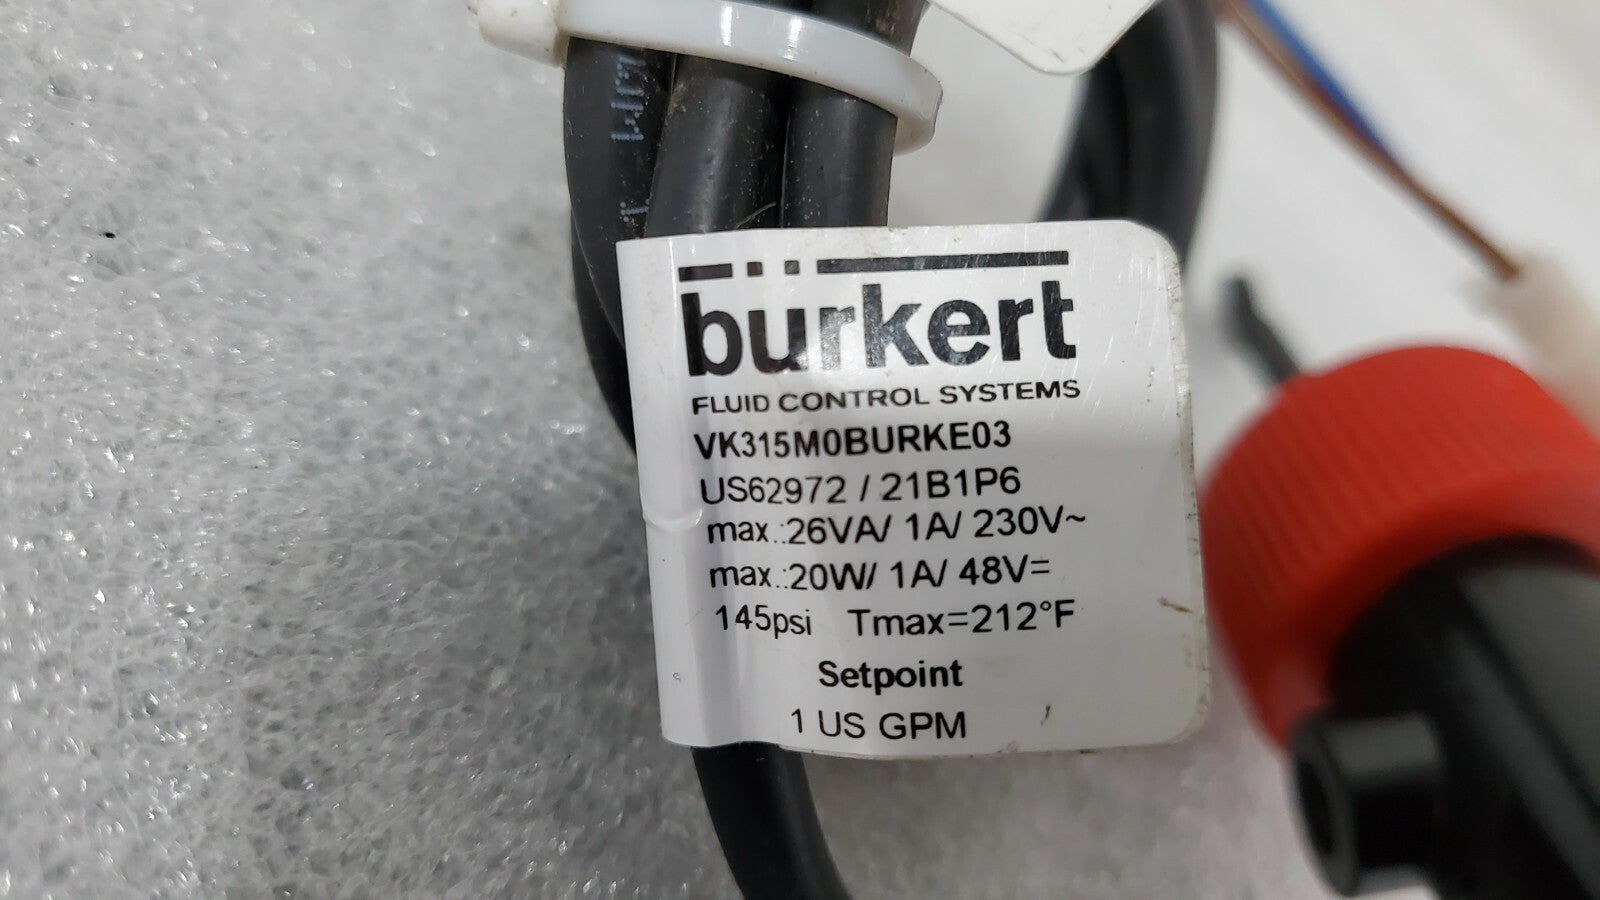 bürkert
FLUID CONTROL SYSTEMS
VK315M0BURKE03
US62972 / 21B1P6
max.:26VA/ 1A/ 230V~
max.:20W/ 1A/ 48V=
145psi Tmax=212°F
Setpoint
1 US GPM